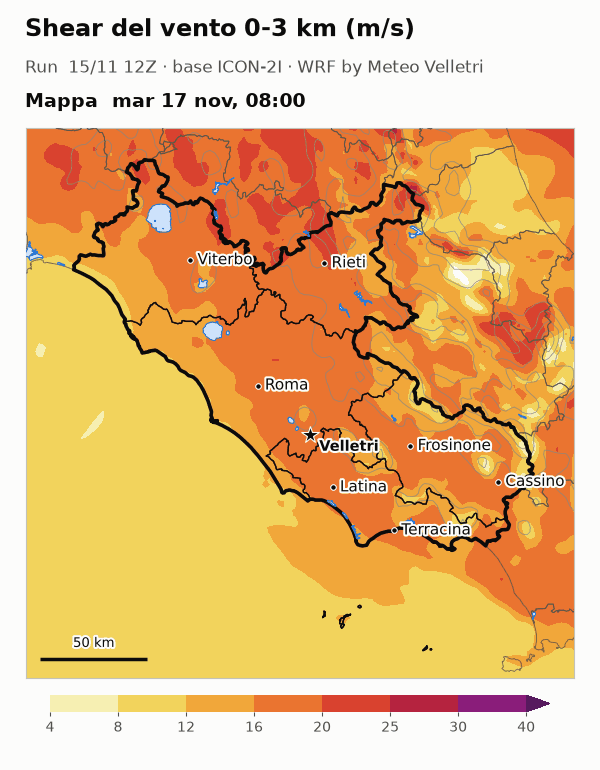 Shear del vento 0-3 km (m/s)
Run  15/11 12Z · base ICON-2I · WRF by Meteo Velletri
Mappa  mar 17 nov, 08:00
Viterbo
Rieti
Roma
Velletri
Frosinone
Latina
Cassino
Terracina
50 km
4 8 12 16 20 25 30 40